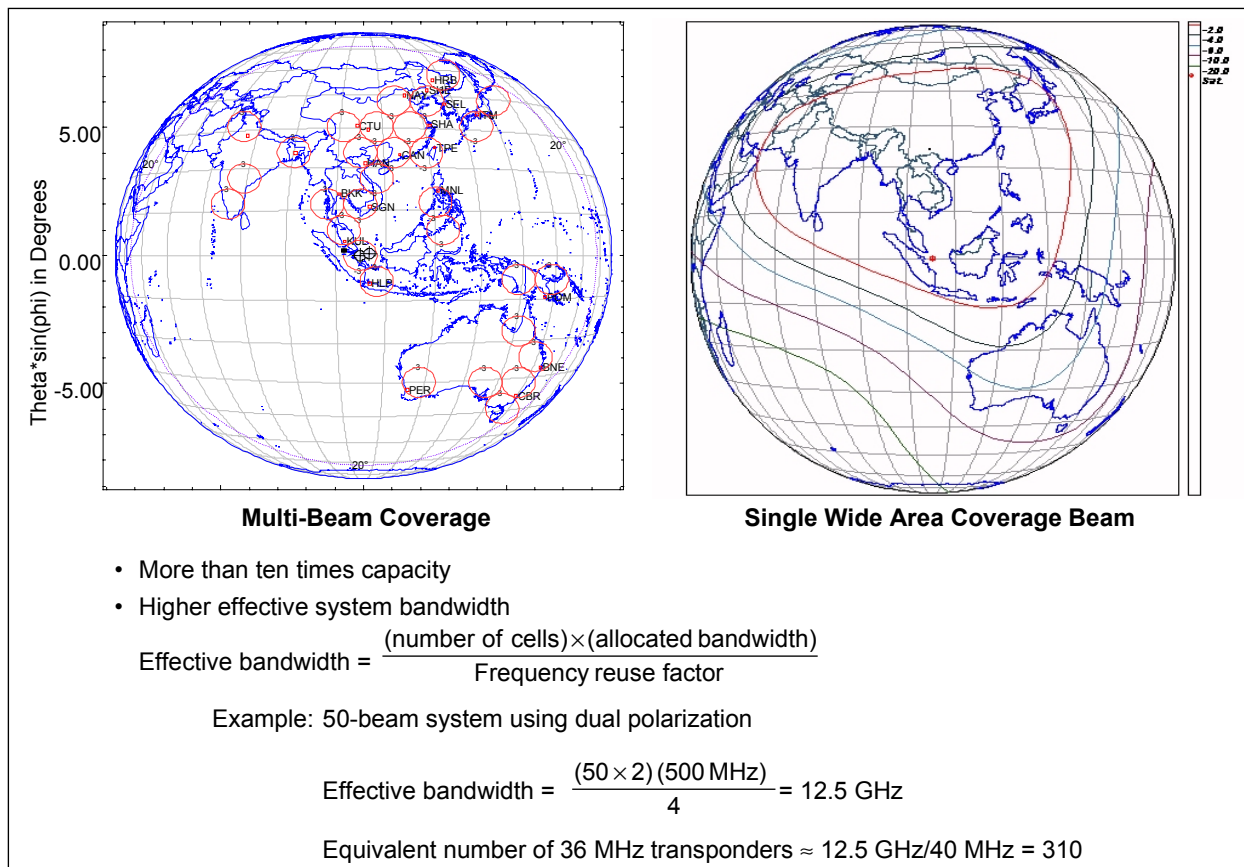 5.00
0.00
-5.00
Theta*sin(phi) in Degrees
20°
20°
20°
HRB
SEL
CTU
SHA
TPE
CAN
HAN
BKK
SGN
MNL
KUL
HLP
POM
BNE
PER
CBR
-3
-2.0
-4.0
-6.0
-10.0
-20.0
Sat.
Multi-Beam Coverage
Single Wide Area Coverage Beam
• More than ten times capacity
• Higher effective system bandwidth
Effective bandwidth = (number of cells)×(allocated bandwidth)
Frequency reuse factor
Example: 50-beam system using dual polarization
Effective bandwidth = (50 × 2) (500 MHz) = 12.5 GHz
4
Equivalent number of 36 MHz transponders ≈ 12.5 GHz/40 MHz = 310